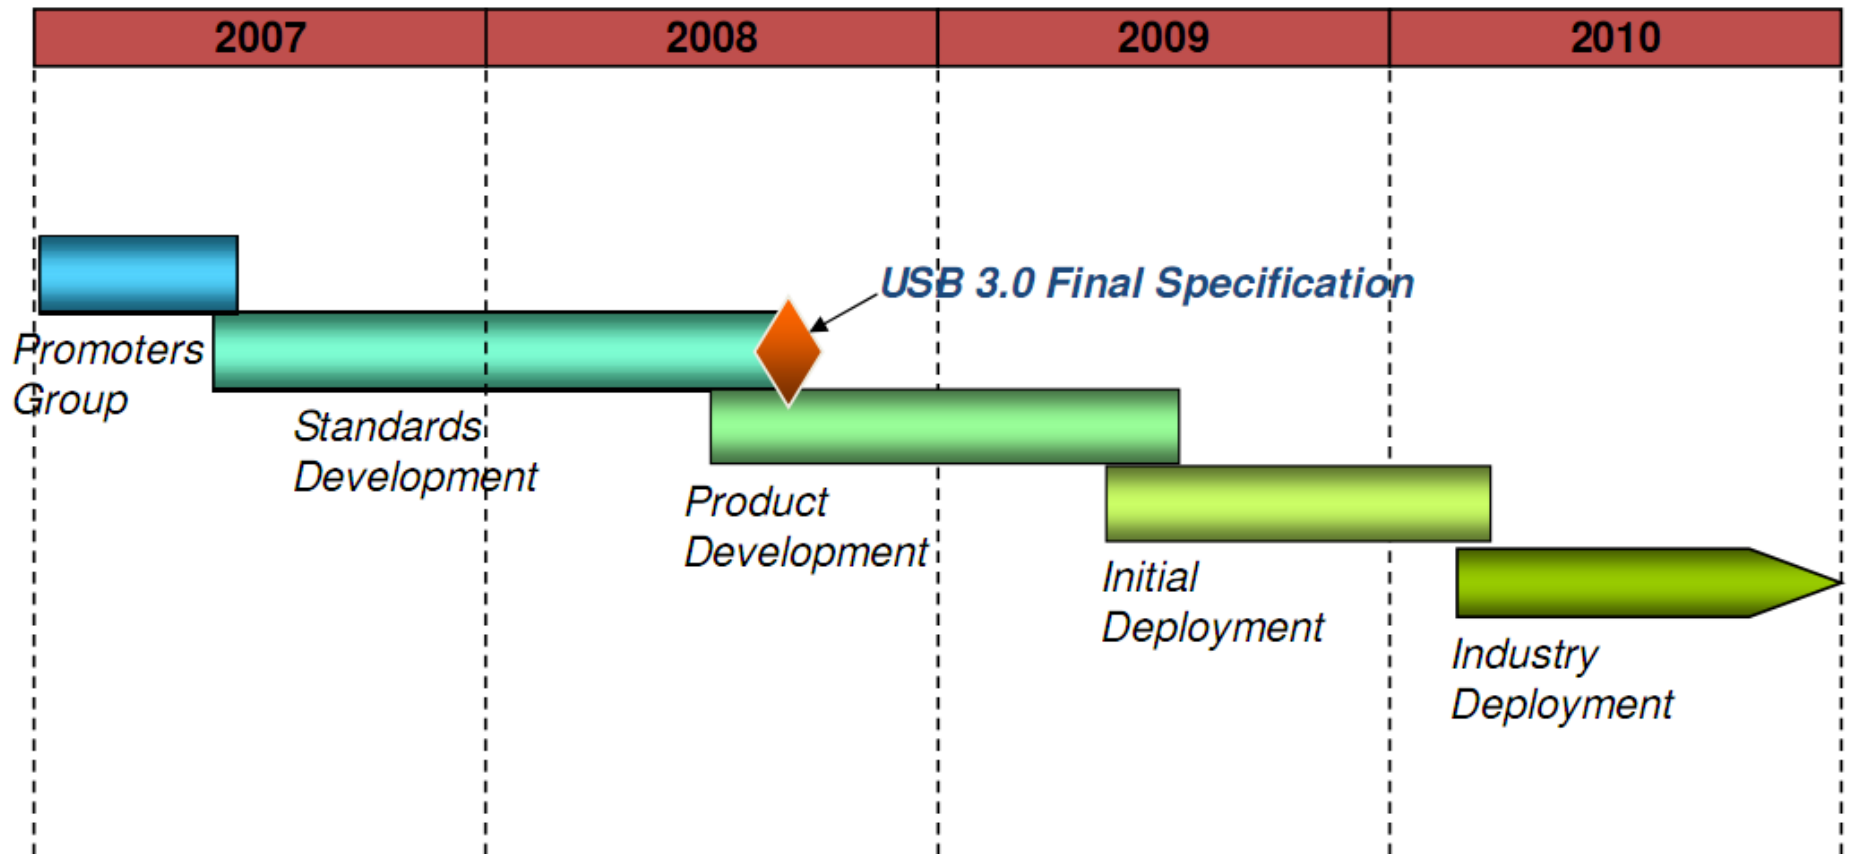 2007 2008 2009 2010
USB 3.0 Final Specification
Promoters
Group
Standards
Development
Product
Development
Initial
Deployment
Industry
Deployment